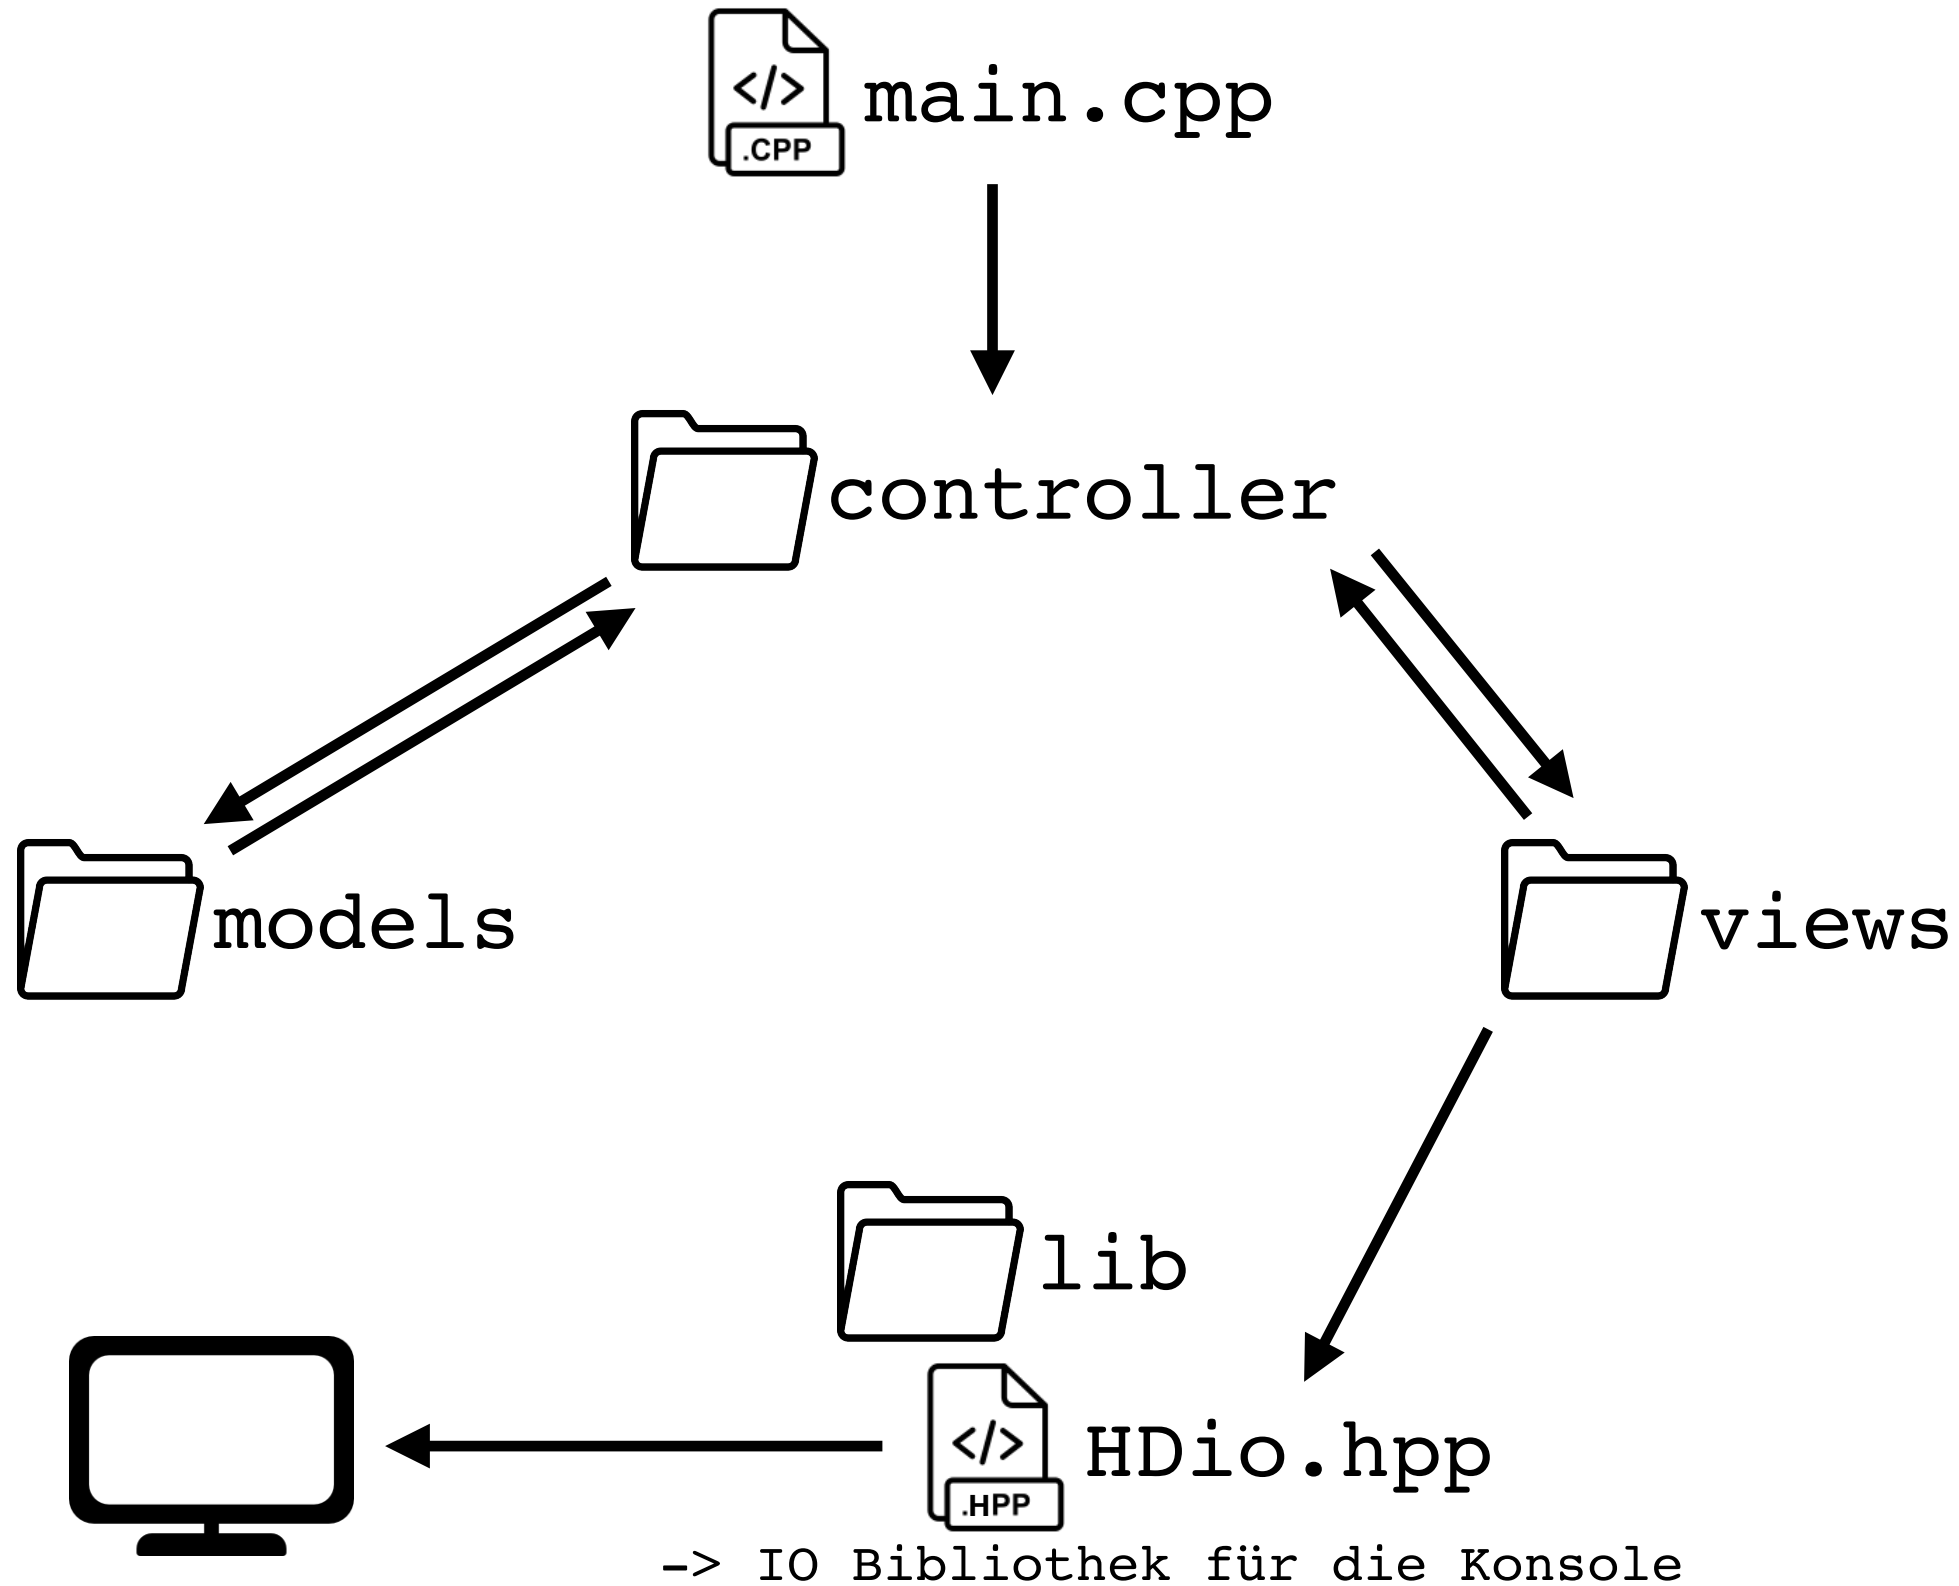 main.cpp
</>
.CPP
controller
models
views
lib
</>
HDio.hpp
.HPP
-> IO Bibliothek für die Konsole